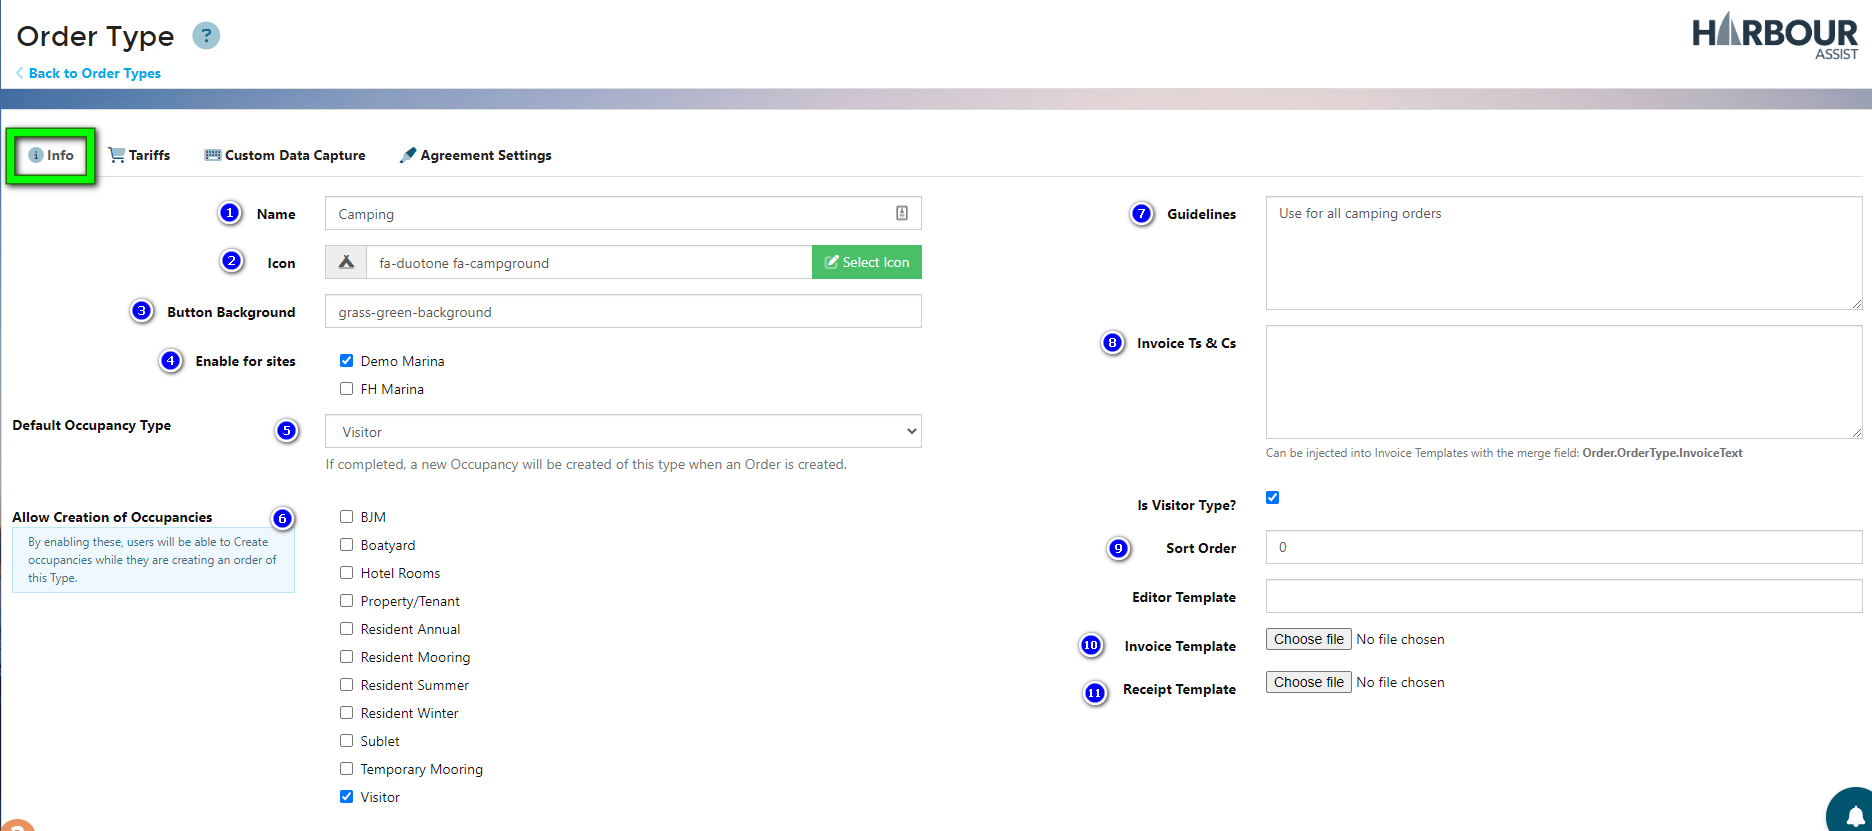 Order Type ?
HARBOUR
ASSIST
Back to Order Types
Info
Tariffs
Custom Data Capture
Agreement Settings
1 Name Camping
2 Icon fa-duotone fa-campground Select Icon
3 Button Background grass-green-background
4 Enable for sites Demo Marina
FH Marina
Default Occupancy Type 5 Visitor
If completed, a new Occupancy will be created of this type when an Order is created.
Allow Creation of Occupancies 6
By enabling these, users will be able to Create
occupancies while they are creating an order of
this Type.
BJM
Boatyard
Hotel Rooms
Property/Tenant
Resident Annual
Resident Mooring
Resident Summer
Resident Winter
Sublet
Temporary Mooring
Visitor
7 Guidelines Use for all camping orders
8 Invoice Ts & Cs
Can be injected into Invoice Templates with the merge field: Order.OrderType.InvoiceText
Is Visitor Type?
9 Sort Order 0
Editor Template
10 Invoice Template Choose file No file chosen
11 Receipt Template Choose file No file chosen